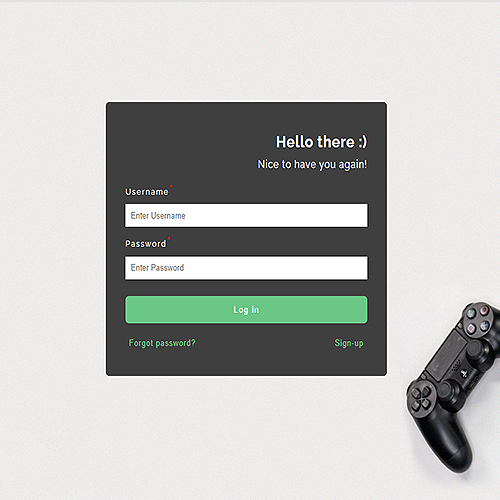 Hello there :)
Nice to have you again!
Username*
Enter Username
Password*
Enter Password
Log in
Forgot password? Sign-up